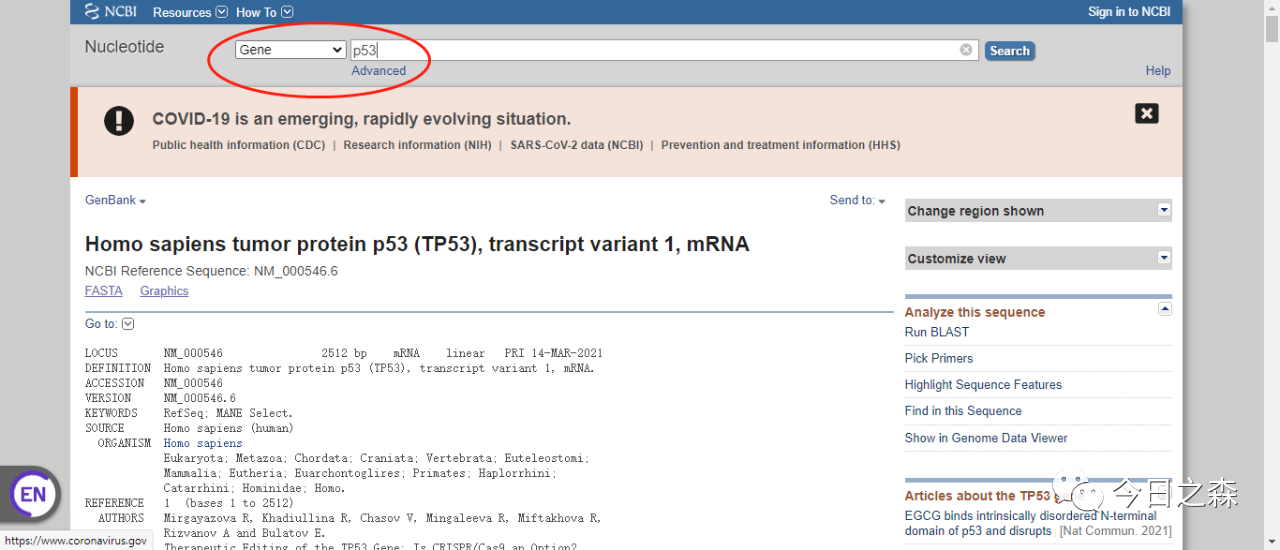 NCBI Resources How To Sign in to NCBI
Nucleotide Gene p53 Search
Advanced Help
COVID-19 is an emerging, rapidly evolving situation.
Public health information (CDC) | Research information (NIH) | SARS-CoV-2 data (NCBI) | Prevention and treatment information (HHS)
GenBank Send to:
Homo sapiens tumor protein p53 (TP53), transcript variant 1, mRNA
NCBI Reference Sequence: NM_000546.6
FASTA Graphics
Go to:
LOCUS NM_000546 2512 bp mRNA linear PRI 14-MAR-2021
DEFINITION Homo sapiens tumor protein p53 (TP53), transcript variant 1, mRNA.
ACCESSION NM_000546
VERSION NM_000546.6
KEYWORDS RefSeq; MANE Select.
SOURCE Homo sapiens (human)
ORGANISM Homo sapiens
Eukaryota; Metazoa; Chordata; Craniata; Vertebrata; Euteleostomi;
Mammalia; Eutheria; Euarchontoglires; Primates; Haplorrhini;
Catarrhini; Hominidae; Homo.
REFERENCE 1 (bases 1 to 2512)
AUTHORS Mirgayazova R, Khadiullina R, Chasov V, Mingaleeva R, Miftakhova R,
Rizvanov A and Bulatov E.
Therapeutic Editing of the TP53 Gene: Is CRISPR/Cas9 an Option?
Change region shown
Customize view
Analyze this sequence
Run BLAST
Pick Primers
Highlight Sequence Features
Find in this Sequence
Show in Genome Data Viewer
Articles about the TP53
EGCG binds intrinsically disordered N-terminal
domain of p53 and disrupts [Nat Commun. 2021]
EN
https://www.coronavirus.gov
今日之森